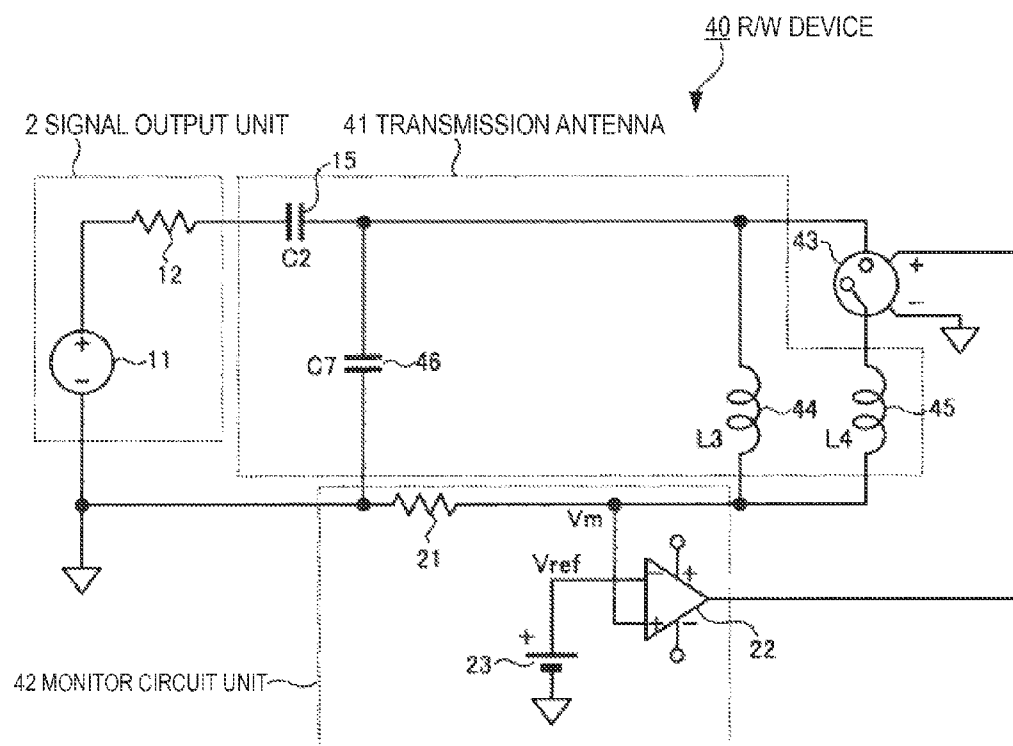 40 R/W DEVICE
2 SIGNAL OUTPUT UNIT
41 TRANSMISSION ANTENNA
15
43
+
−
C2
12
+
−
11
C7
46
44
45
L3
L4
Vm
21
Vref
−
+
+
−
22
+
23
42 MONITOR CIRCUIT UNIT